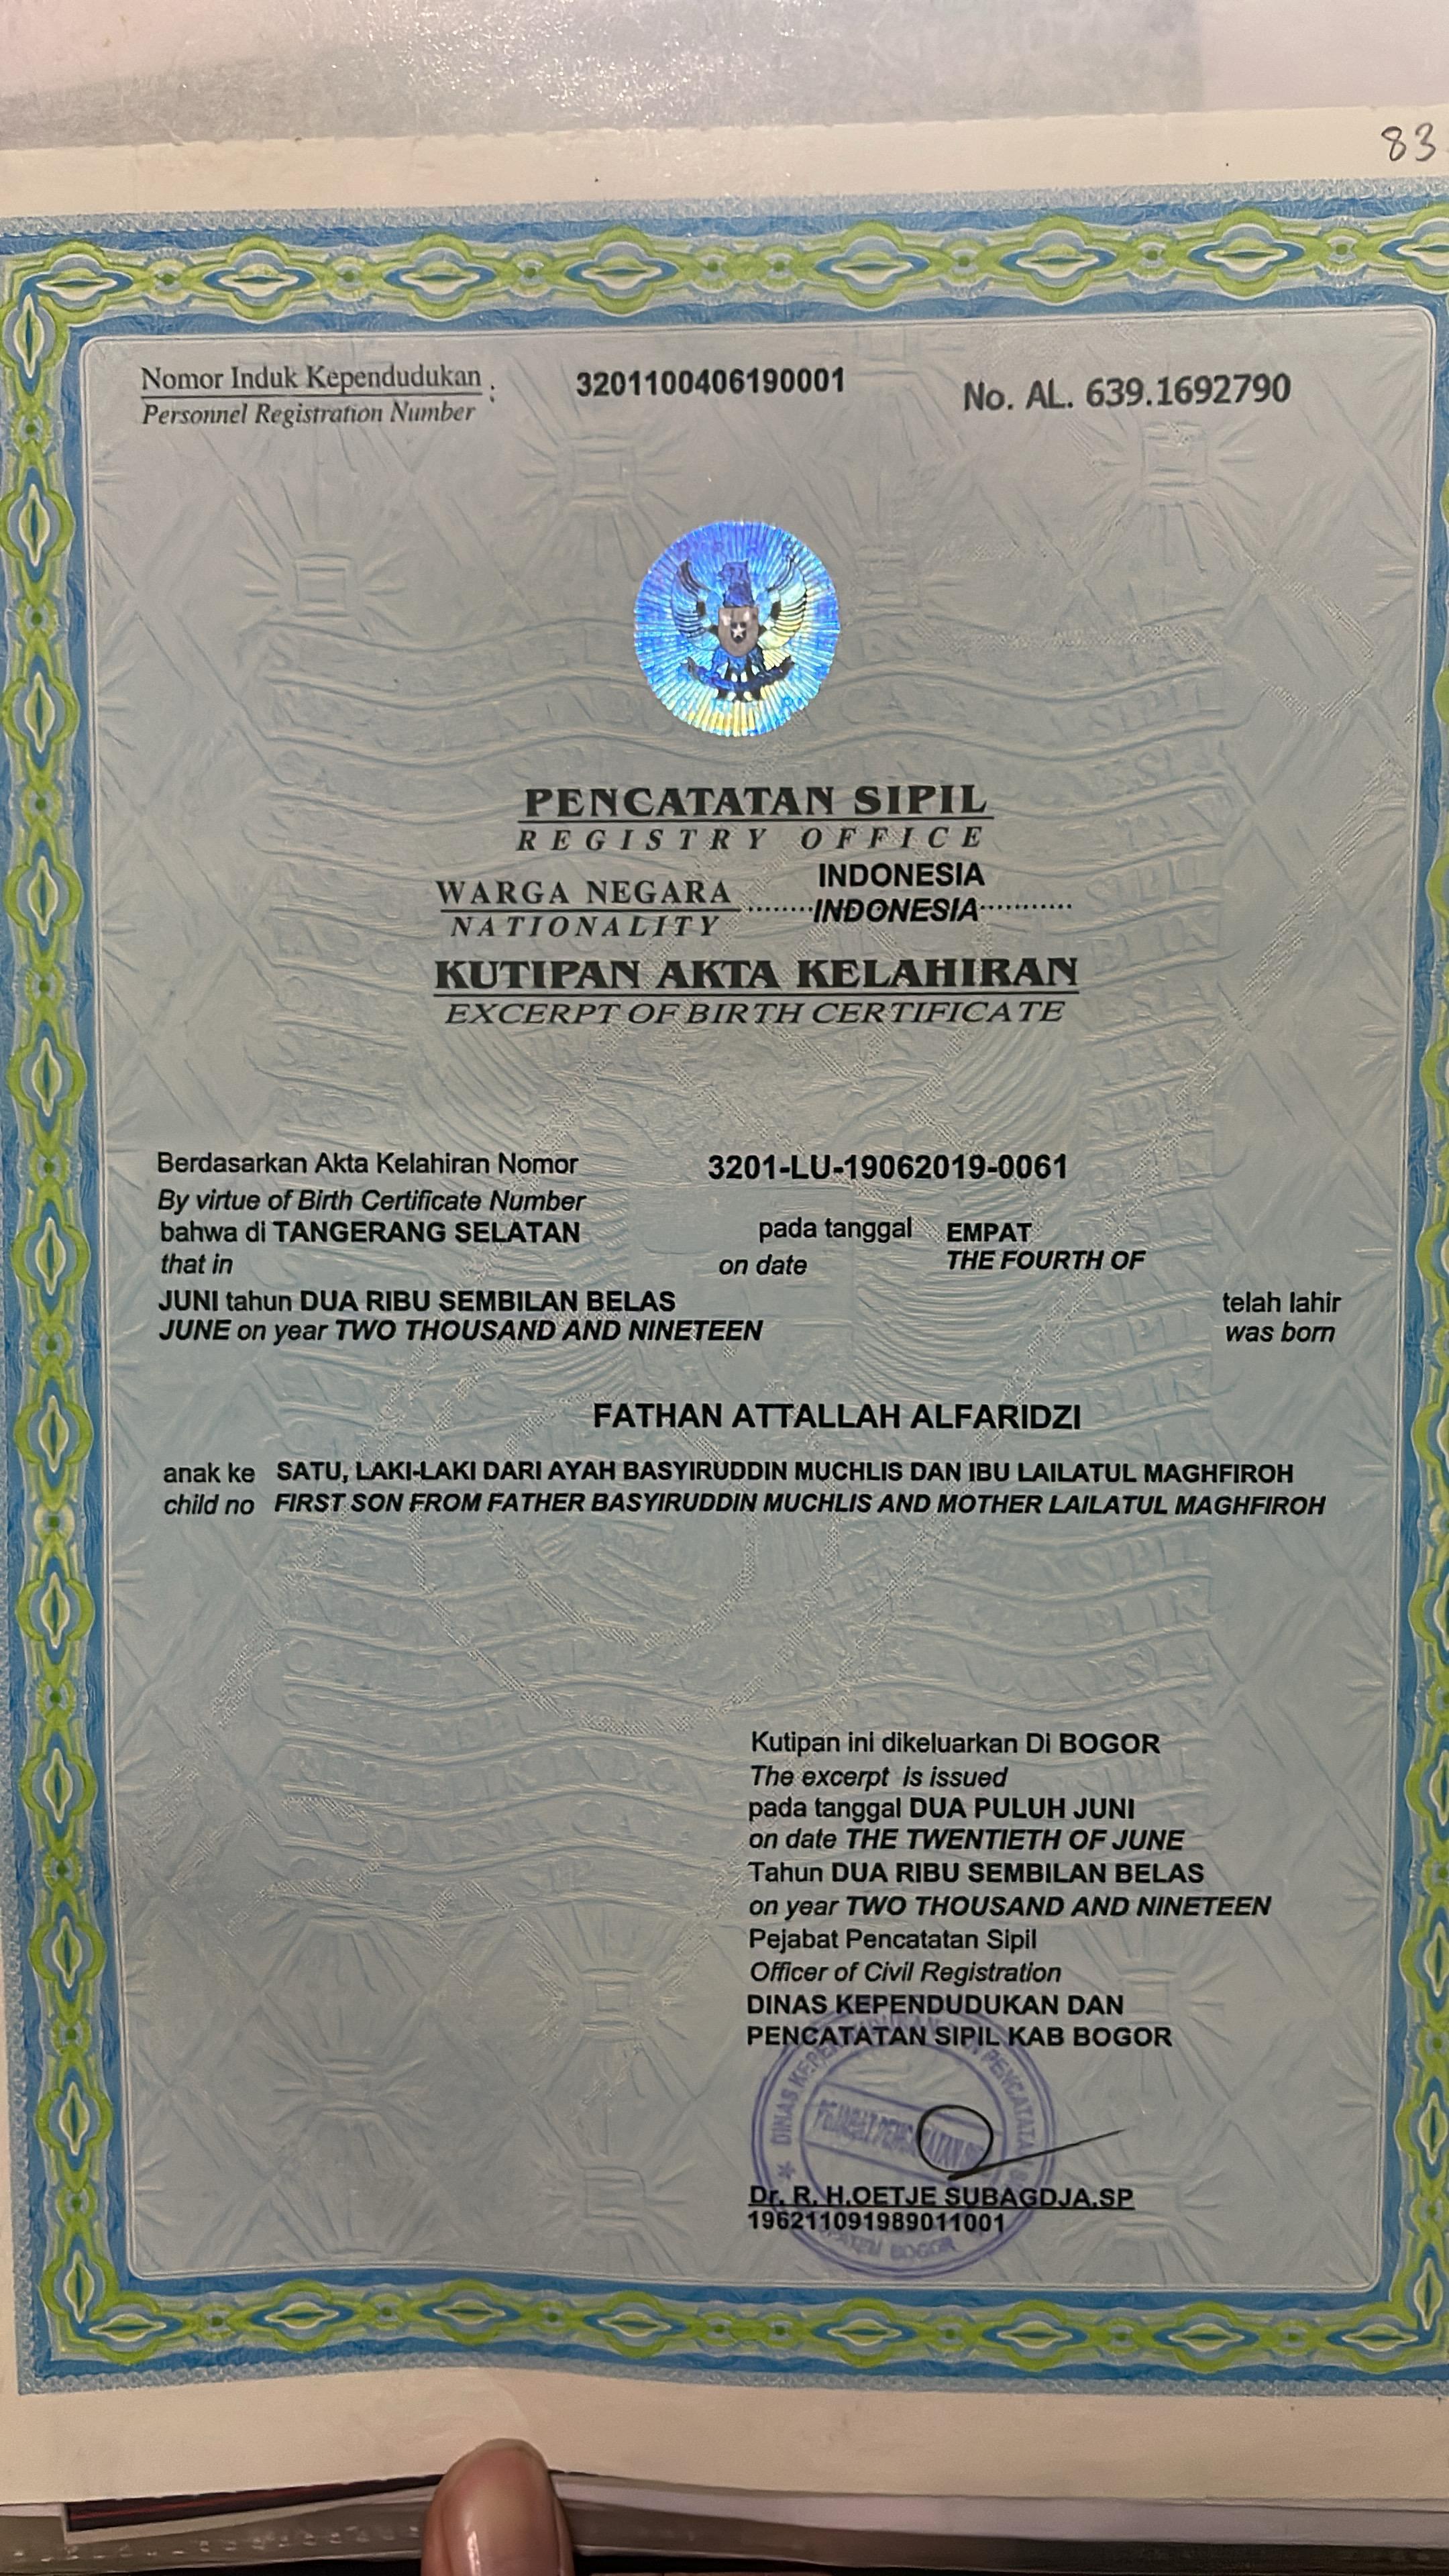 83
Nomor Induk Kependudukan : 3201100406190001 No. AL. 639.1692790
Personnel Registration Number
PENCATATAN SIPIL
REGISTRY OFFICE
WARGA NEGARA INDONESIA
NATIONALITY INDONESIA
KUTIPAN AKTA KELAHIRAN
EXCERPT OF BIRTH CERTIFICATE
Berdasarkan Akta Kelahiran Nomor 3201-LU-19062019-0061
By virtue of Birth Certificate Number
bahwa di TANGERANG SELATAN pada tanggal EMPAT
that in on date THE FOURTH OF
JUNI tahun DUA RIBU SEMBILAN BELAS telah lahir
JUNE on year TWO THOUSAND AND NINETEEN was born
FATHAN ATTALLAH ALFARIDZI
anak ke SATU, LAKI-LAKI DARI AYAH BASYIRUDDIN MUCHLIS DAN IBU LAILATUL MAGHFIROH
child no FIRST SON FROM FATHER BASYIRUDDIN MUCHLIS AND MOTHER LAILATUL MAGHFIROH
Kutipan ini dikeluarkan Di BOGOR
The excerpt is issued
pada tanggal DUA PULUH JUNI
on date THE TWENTIETH OF JUNE
Tahun DUA RIBU SEMBILAN BELAS
on year TWO THOUSAND AND NINETEEN
Pejabat Pencatatan Sipil
Officer of Civil Registration
DINAS KEPENDUDUKAN DAN
PENCATATAN SIPIL KAB BOGOR
Dr. R. H.OETJE SUBAGDJA,SP
196211091989011001